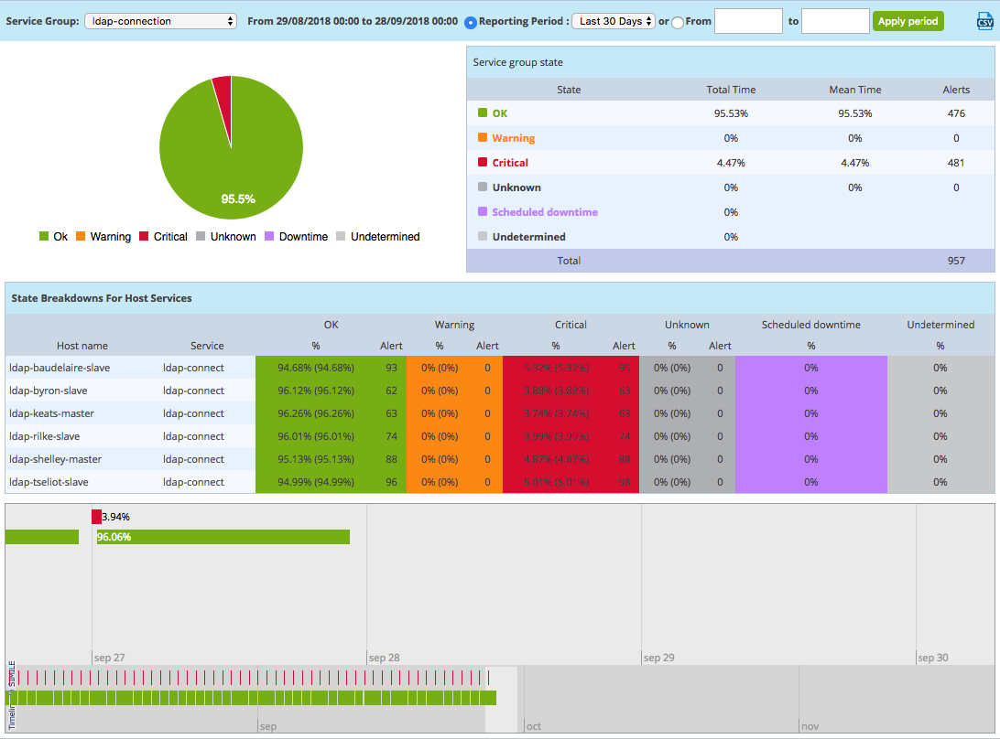 Service Group: ldap-connection From 29/08/2018 00:00 to 28/09/2018 00:00 Reporting Period : Last 30 Days or From to Apply period CSV
Service group state
State Total Time Mean Time Alerts
OK 95.53% 95.53% 476
Warning 0% 0% 0
Critical 4.47% 4.47% 481
Unknown 0% 0% 0
Scheduled downtime 0%
Undetermined 0%
Total 957
95.5%
Ok Warning Critical Unknown Downtime Undetermined
State Breakdowns For Host Services
OK Warning Critical Unknown Scheduled downtime Undetermined
Host name Service % Alert % Alert % Alert % Alert % %
ldap-baudelaire-slave ldap-connect 94.68% (94.68%) 93 0% (0%) 0 5.32% (5.32%) 95 0% (0%) 0 0% 0%
ldap-byron-slave ldap-connect 96.12% (96.12%) 62 0% (0%) 0 3.88% (3.88%) 63 0% (0%) 0 0% 0%
ldap-keats-master ldap-connect 96.26% (96.26%) 63 0% (0%) 0 3.74% (3.74%) 63 0% (0%) 0 0% 0%
ldap-rilke-slave ldap-connect 96.01% (96.01%) 74 0% (0%) 0 3.99% (3.99%) 74 0% (0%) 0 0% 0%
ldap-shelley-master ldap-connect 95.13% (95.13%) 88 0% (0%) 0 4.87% (4.87%) 88 0% (0%) 0 0% 0%
ldap-tseliot-slave ldap-connect 94.99% (94.99%) 96 0% (0%) 0 5.01% (5.01%) 98 0% (0%) 0 0% 0%
3.94%
96.06%
sep 27 sep 28 sep 29 sep 30
Timeline SIMILE
sep oct nov